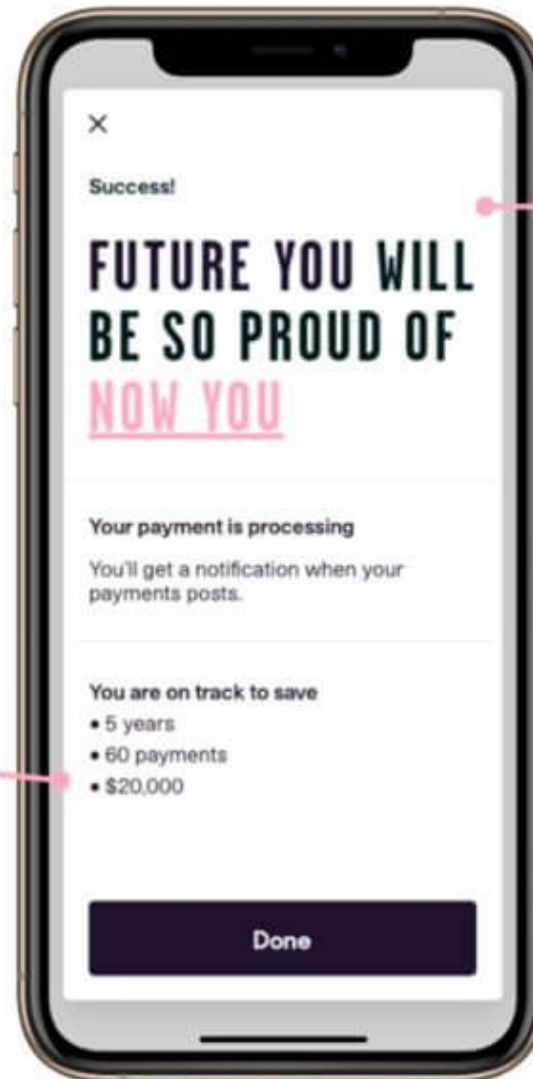 ×
Success!
FUTURE YOU WILL
BE SO PROUD OF
NOW YOU
Your payment is processing
You'll get a notification when your
payments posts.
You are on track to save
• 5 years
• 60 payments
• $20,000
Done